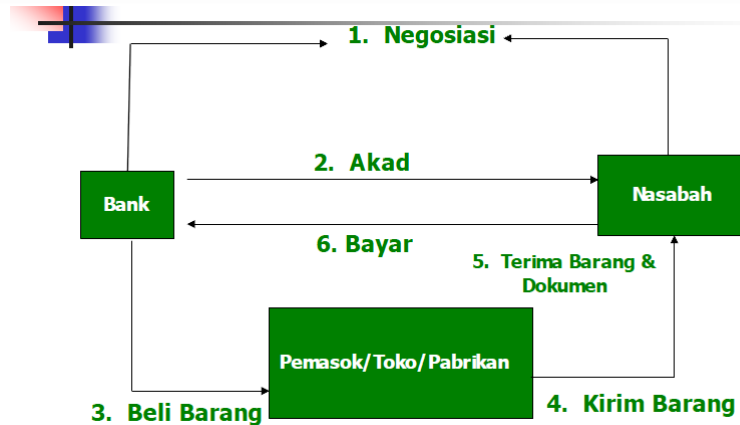 1. Negosiasi
2. Akad
Bank
Nasabah
6. Bayar
5. Terima Barang &
Dokumen
Pemasok/Toko/Pabrikan
3. Beli Barang
4. Kirim Barang